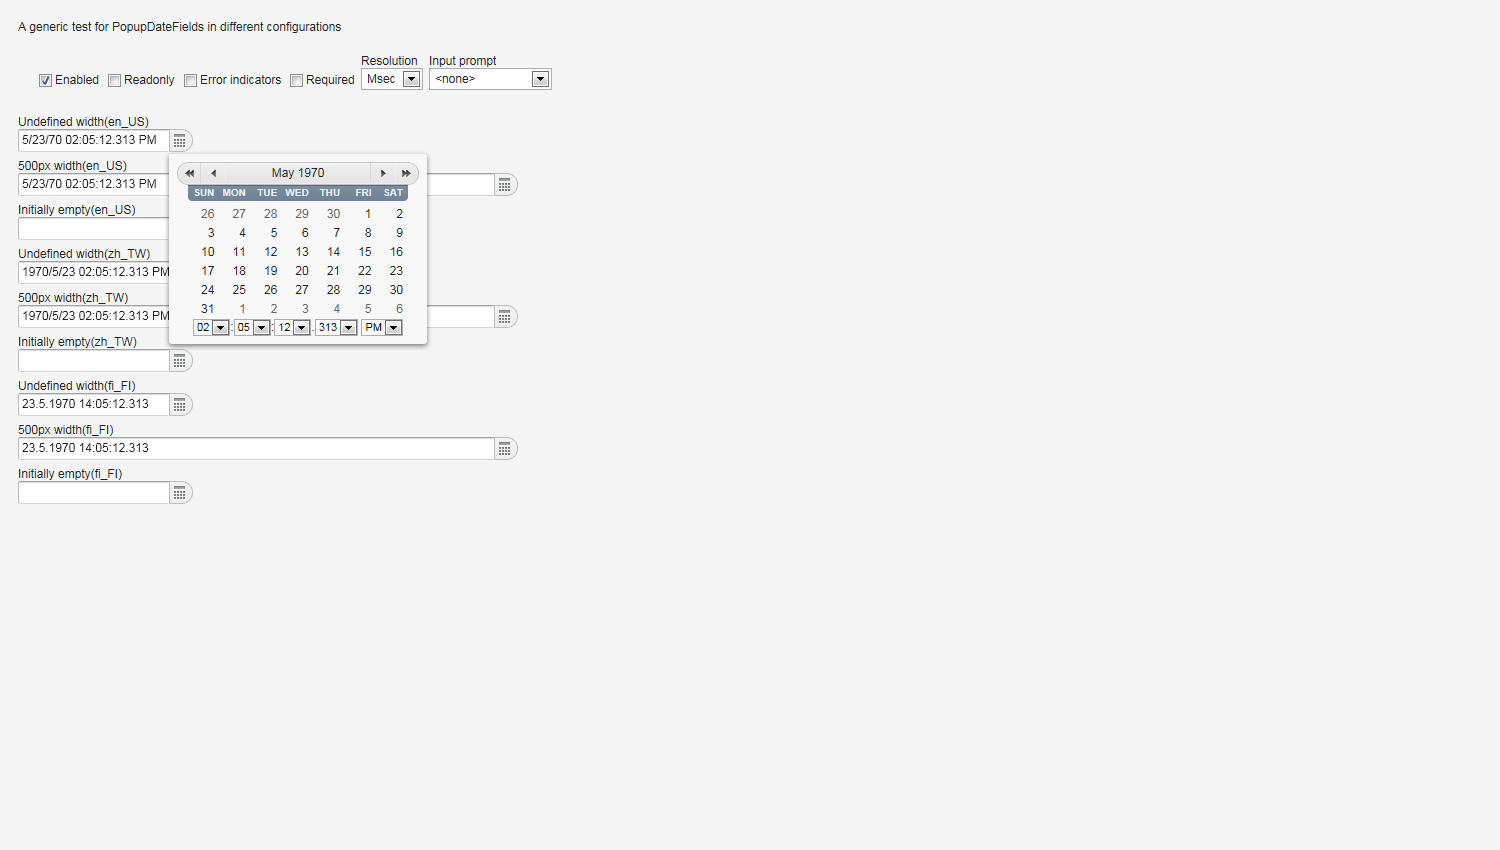 A generic test for PopupDateFields in different configurations
Resolution Input prompt
Enabled Readonly Error indicators Required Msec <none>
Undefined width(en_US)
5/23/70 02:05:12.313 PM
500px width(en_US)
5/23/70 02:05:12.313 PM
Initially empty(en_US)
Undefined width(zh_TW)
1970/5/23 02:05:12.313 PM
500px width(zh_TW)
1970/5/23 02:05:12.313 PM
Initially empty(zh_TW)
Undefined width(fi_FI)
23.5.1970 14:05:12.313
500px width(fi_FI)
23.5.1970 14:05:12.313
Initially empty(fi_FI)
May 1970
SUN MON TUE WED THU FRI SAT
26 27 28 29 30 1 2
3 4 5 6 7 8 9
10 11 12 13 14 15 16
17 18 19 20 21 22 23
24 25 26 27 28 29 30
31 1 2 3 4 5 6
02 : 05 : 12 . 313 PM